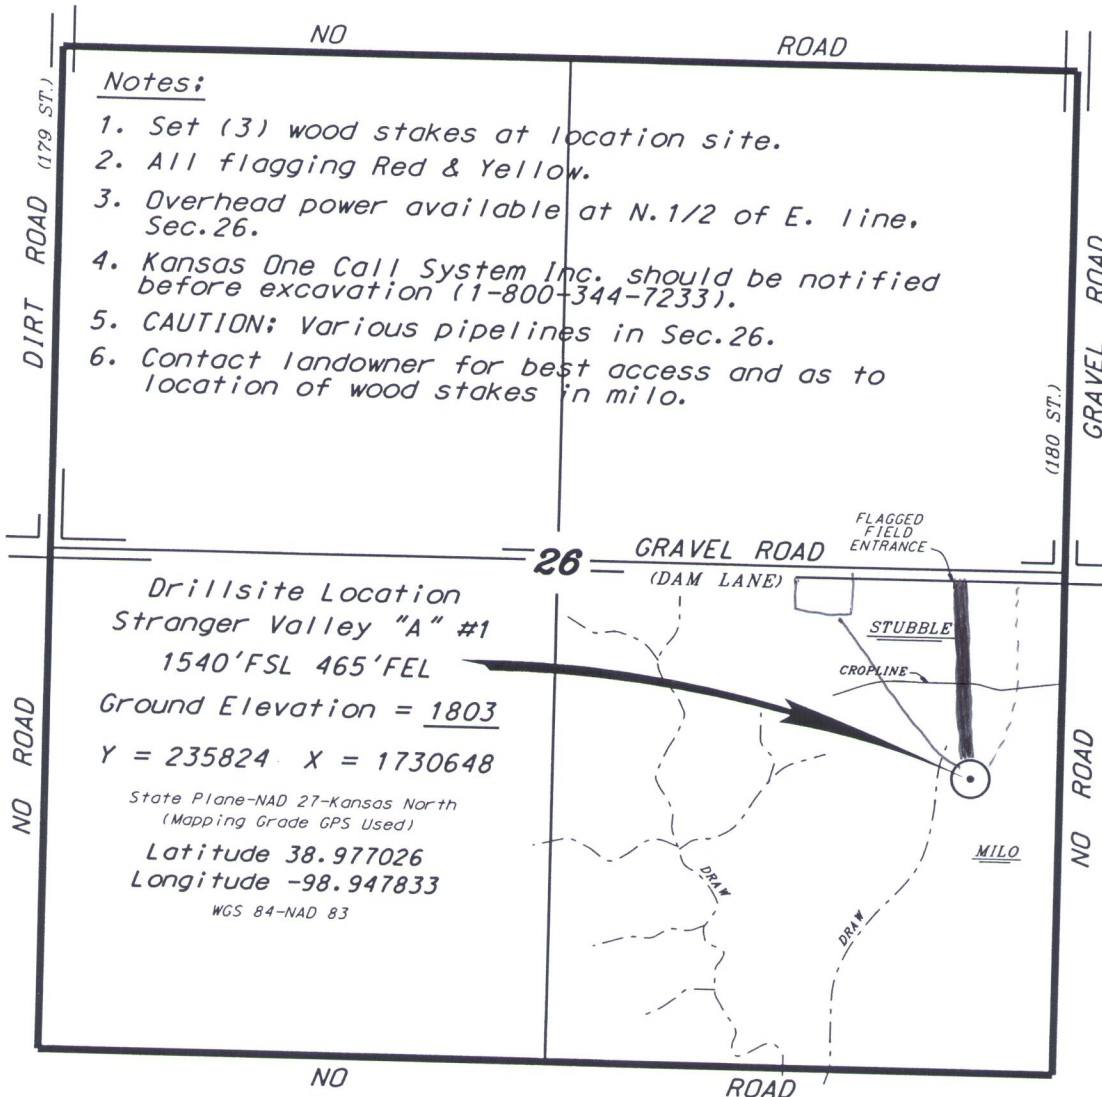 NO ROAD
(179 ST.)
DIRT ROAD
Notes:
1. Set (3) wood stakes at location site.
2. All flagging Red & Yellow.
3. Overhead power available at N.1/2 of E. line,
Sec.26.
4. Kansas One Call System Inc. should be notified
before excavation (1-800-344-7233).
5. CAUTION: Various pipelines in Sec.26.
6. Contact landowner for best access and as to
location of wood stakes in milo.
GRAVEL ROAD
(180 ST.)
26
GRAVEL ROAD
(DAM LANE)
FLAGGED
FIELD
ENTRANCE
STUBBLE
CROPLINE
Drillsite Location
Stranger Valley "A" #1
1540'FSL 465'FEL
Ground Elevation = 1803
Y = 235824 X = 1730648
State Plane-NAD 27-Kansas North
(Mapping Grade GPS Used)
Latitude 38.977026
Longitude -98.947833
WGS 84-NAD 83
NO ROAD
NO ROAD
MILO
DRAW
DRAW
NO ROAD